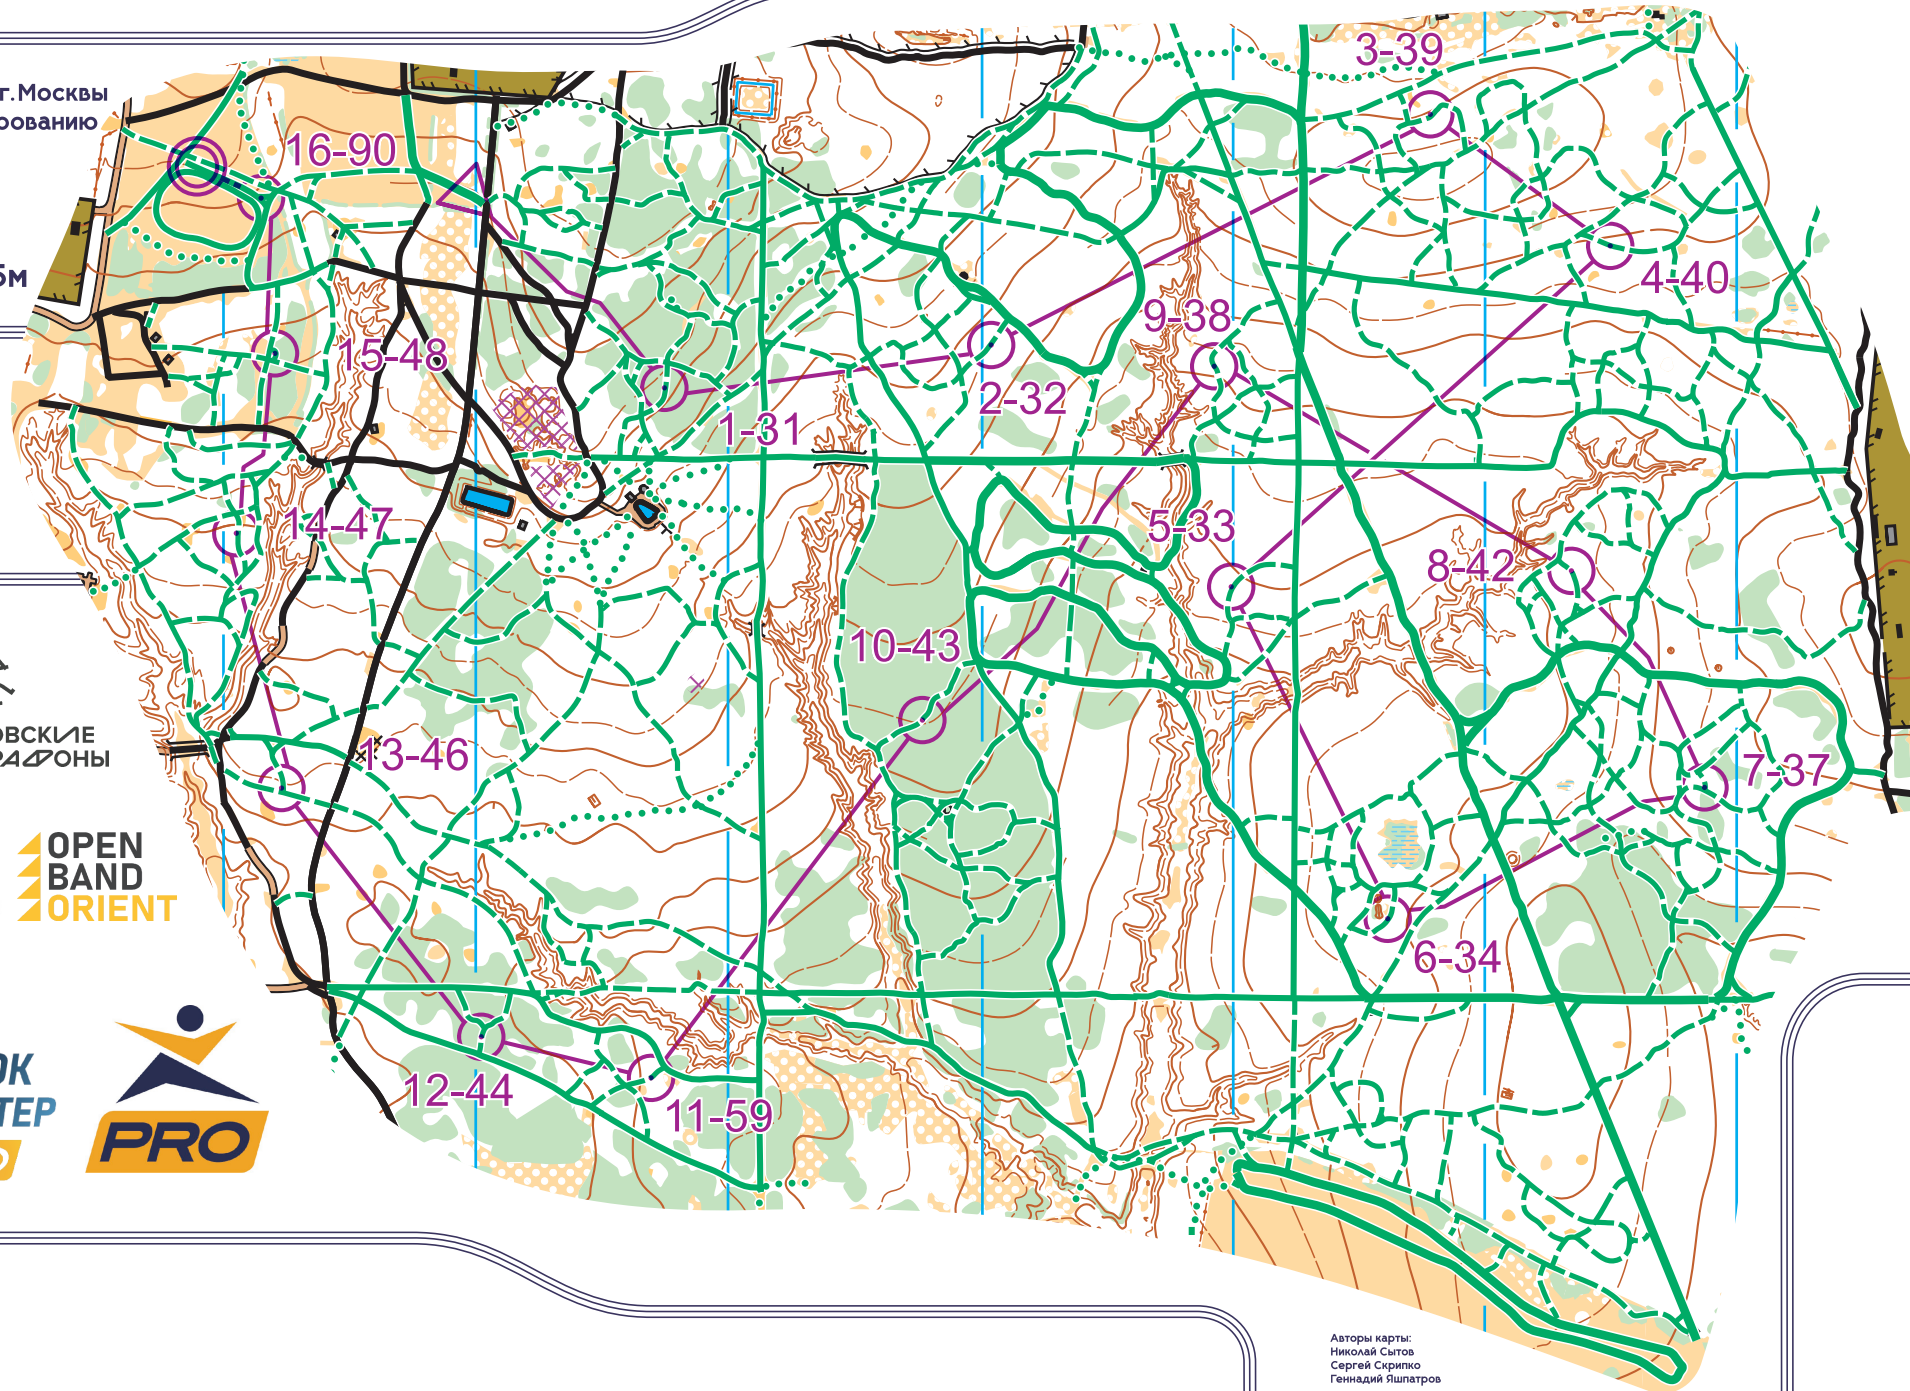 г.Москвы
5м
3-39
16-90
4-40
9-38
15-48
2-32
1-31
14-47
5-33
8-42
10-43
13-46
7-37
OPEN
BAND
ORIENT
6-34
12-44
11-59
PRO
Авторы карты:
Николай Сытов
Сергей Скрипко
Геннадий Яшпатров